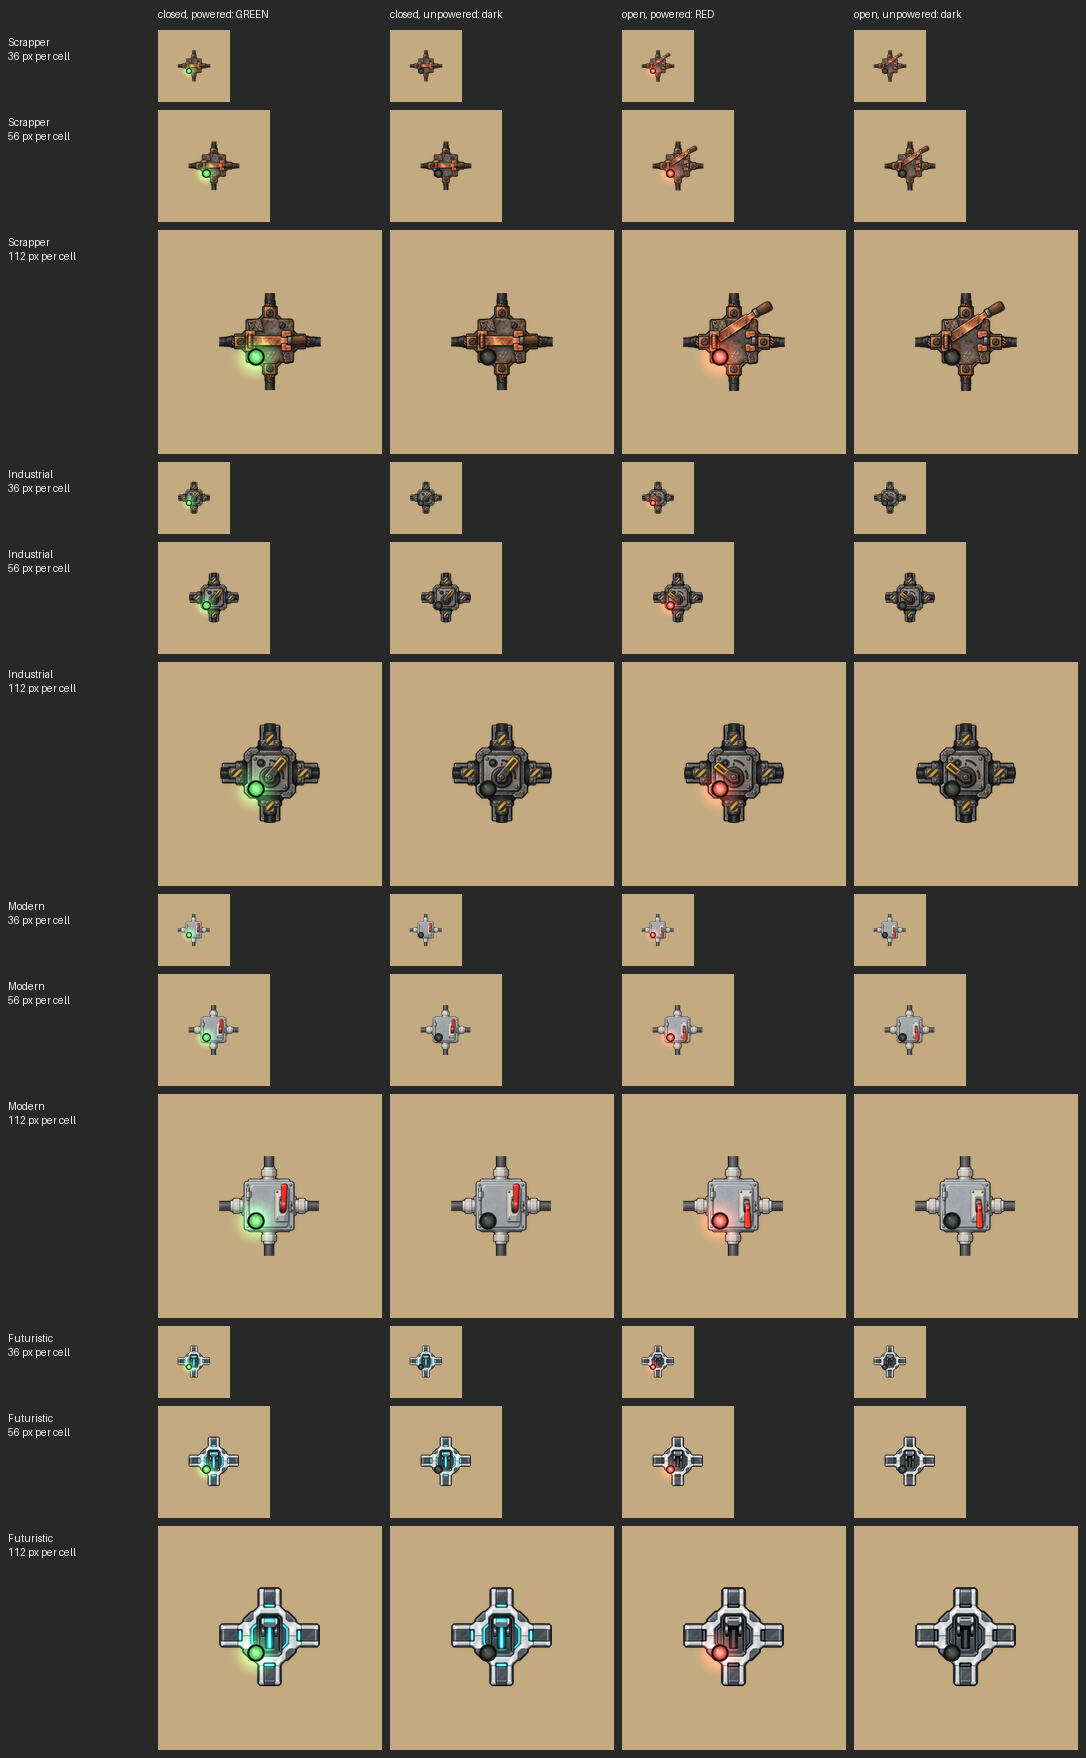 closed, powered: GREEN
closed, unpowered: dark
open, powered: RED
open, unpowered: dark
Scrapper
36 px per cell
Scrapper
56 px per cell
Scrapper
112 px per cell
Industrial
36 px per cell
Industrial
56 px per cell
Industrial
112 px per cell
Modern
36 px per cell
Modern
56 px per cell
Modern
112 px per cell
Futuristic
36 px per cell
Futuristic
56 px per cell
Futuristic
112 px per cell